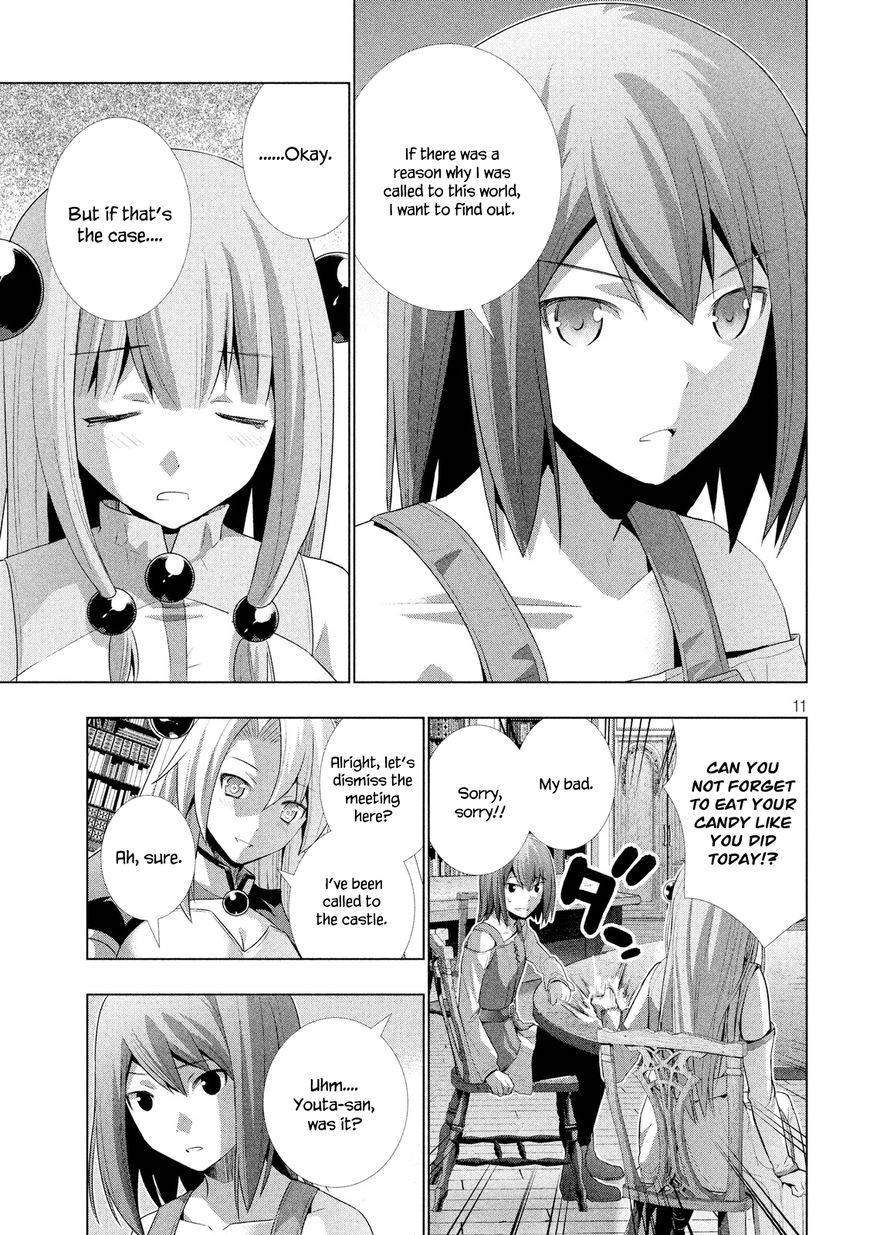 If there was a
reason why I was
called to this world,
I want to find out.
......Okay.
But if that's
the case....
11
CAN YOU
NOT FORGET
TO EAT YOUR
CANDY LIKE
YOU DID
TODAY!?
My bad.
Sorry,
sorry!!
ダン
Alright, let's
dismiss the
meeting
here?
I've been
called to
the castle.
Ah, sure.
Uhm....
Youta-san,
was it?